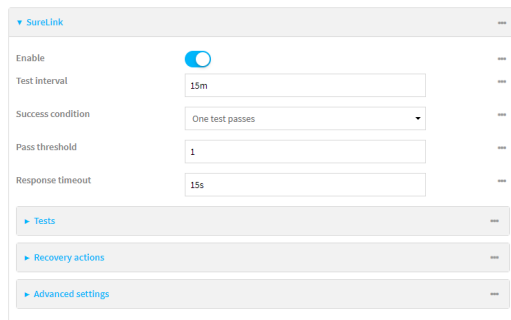 SureLink
Enable
Test interval
15m
Success condition
One test passes
Pass threshold
1
Response timeout
15s
Tests
Recovery actions
Advanced settings